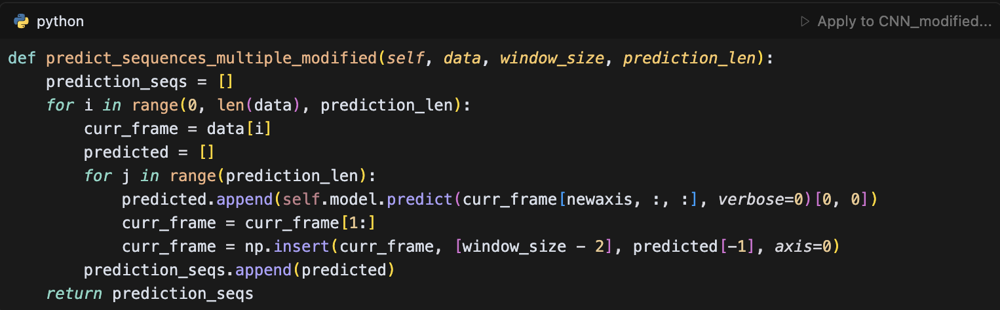 python
Apply to CNN_modified...
def predict_sequences_multiple_modified(self, data, window_size, prediction_len):
    prediction_seqs = []
    for i in range(0, len(data), prediction_len):
        curr_frame = data[i]
        predicted = []
        for j in range(prediction_len):
            predicted.append(self.model.predict(curr_frame[newaxis, :, :], verbose=0)[0, 0])
            curr_frame = curr_frame[1:]
            curr_frame = np.insert(curr_frame, [window_size - 2], predicted[-1], axis=0)
        prediction_seqs.append(predicted)
    return prediction_seqs